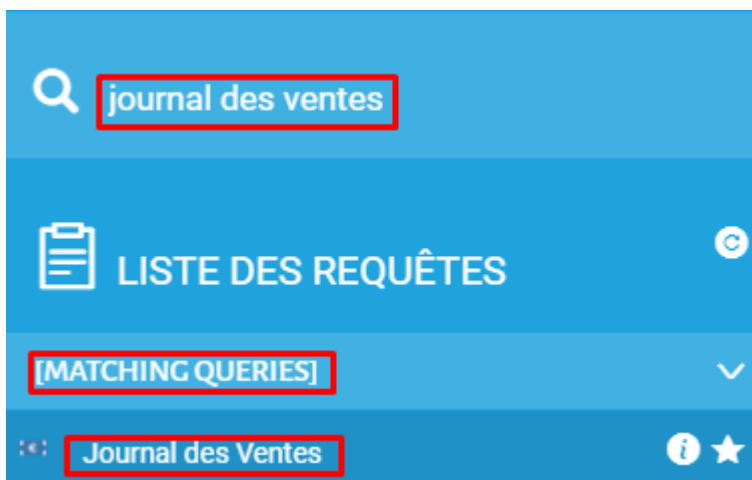 journal des ventes
LISTE DES REQUÊTES
[MATCHING QUERIES]
Journal des Ventes